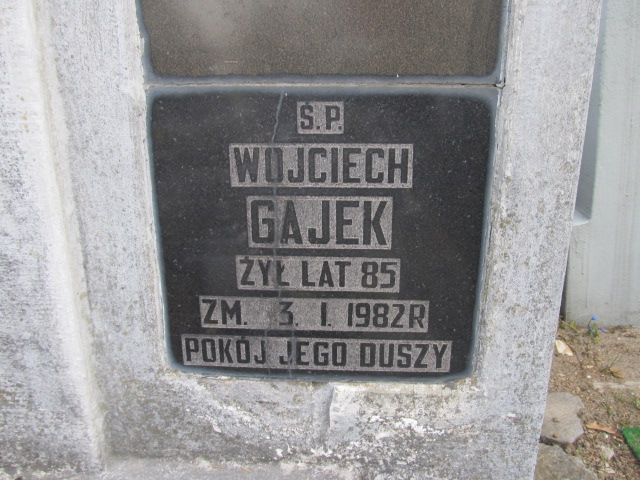 Ś.P.
WOJCIECH
GAJEK
ŻYŁ LAT 85
ZM. 3. I. 1982R
POKÓJ JEGO DUSZY